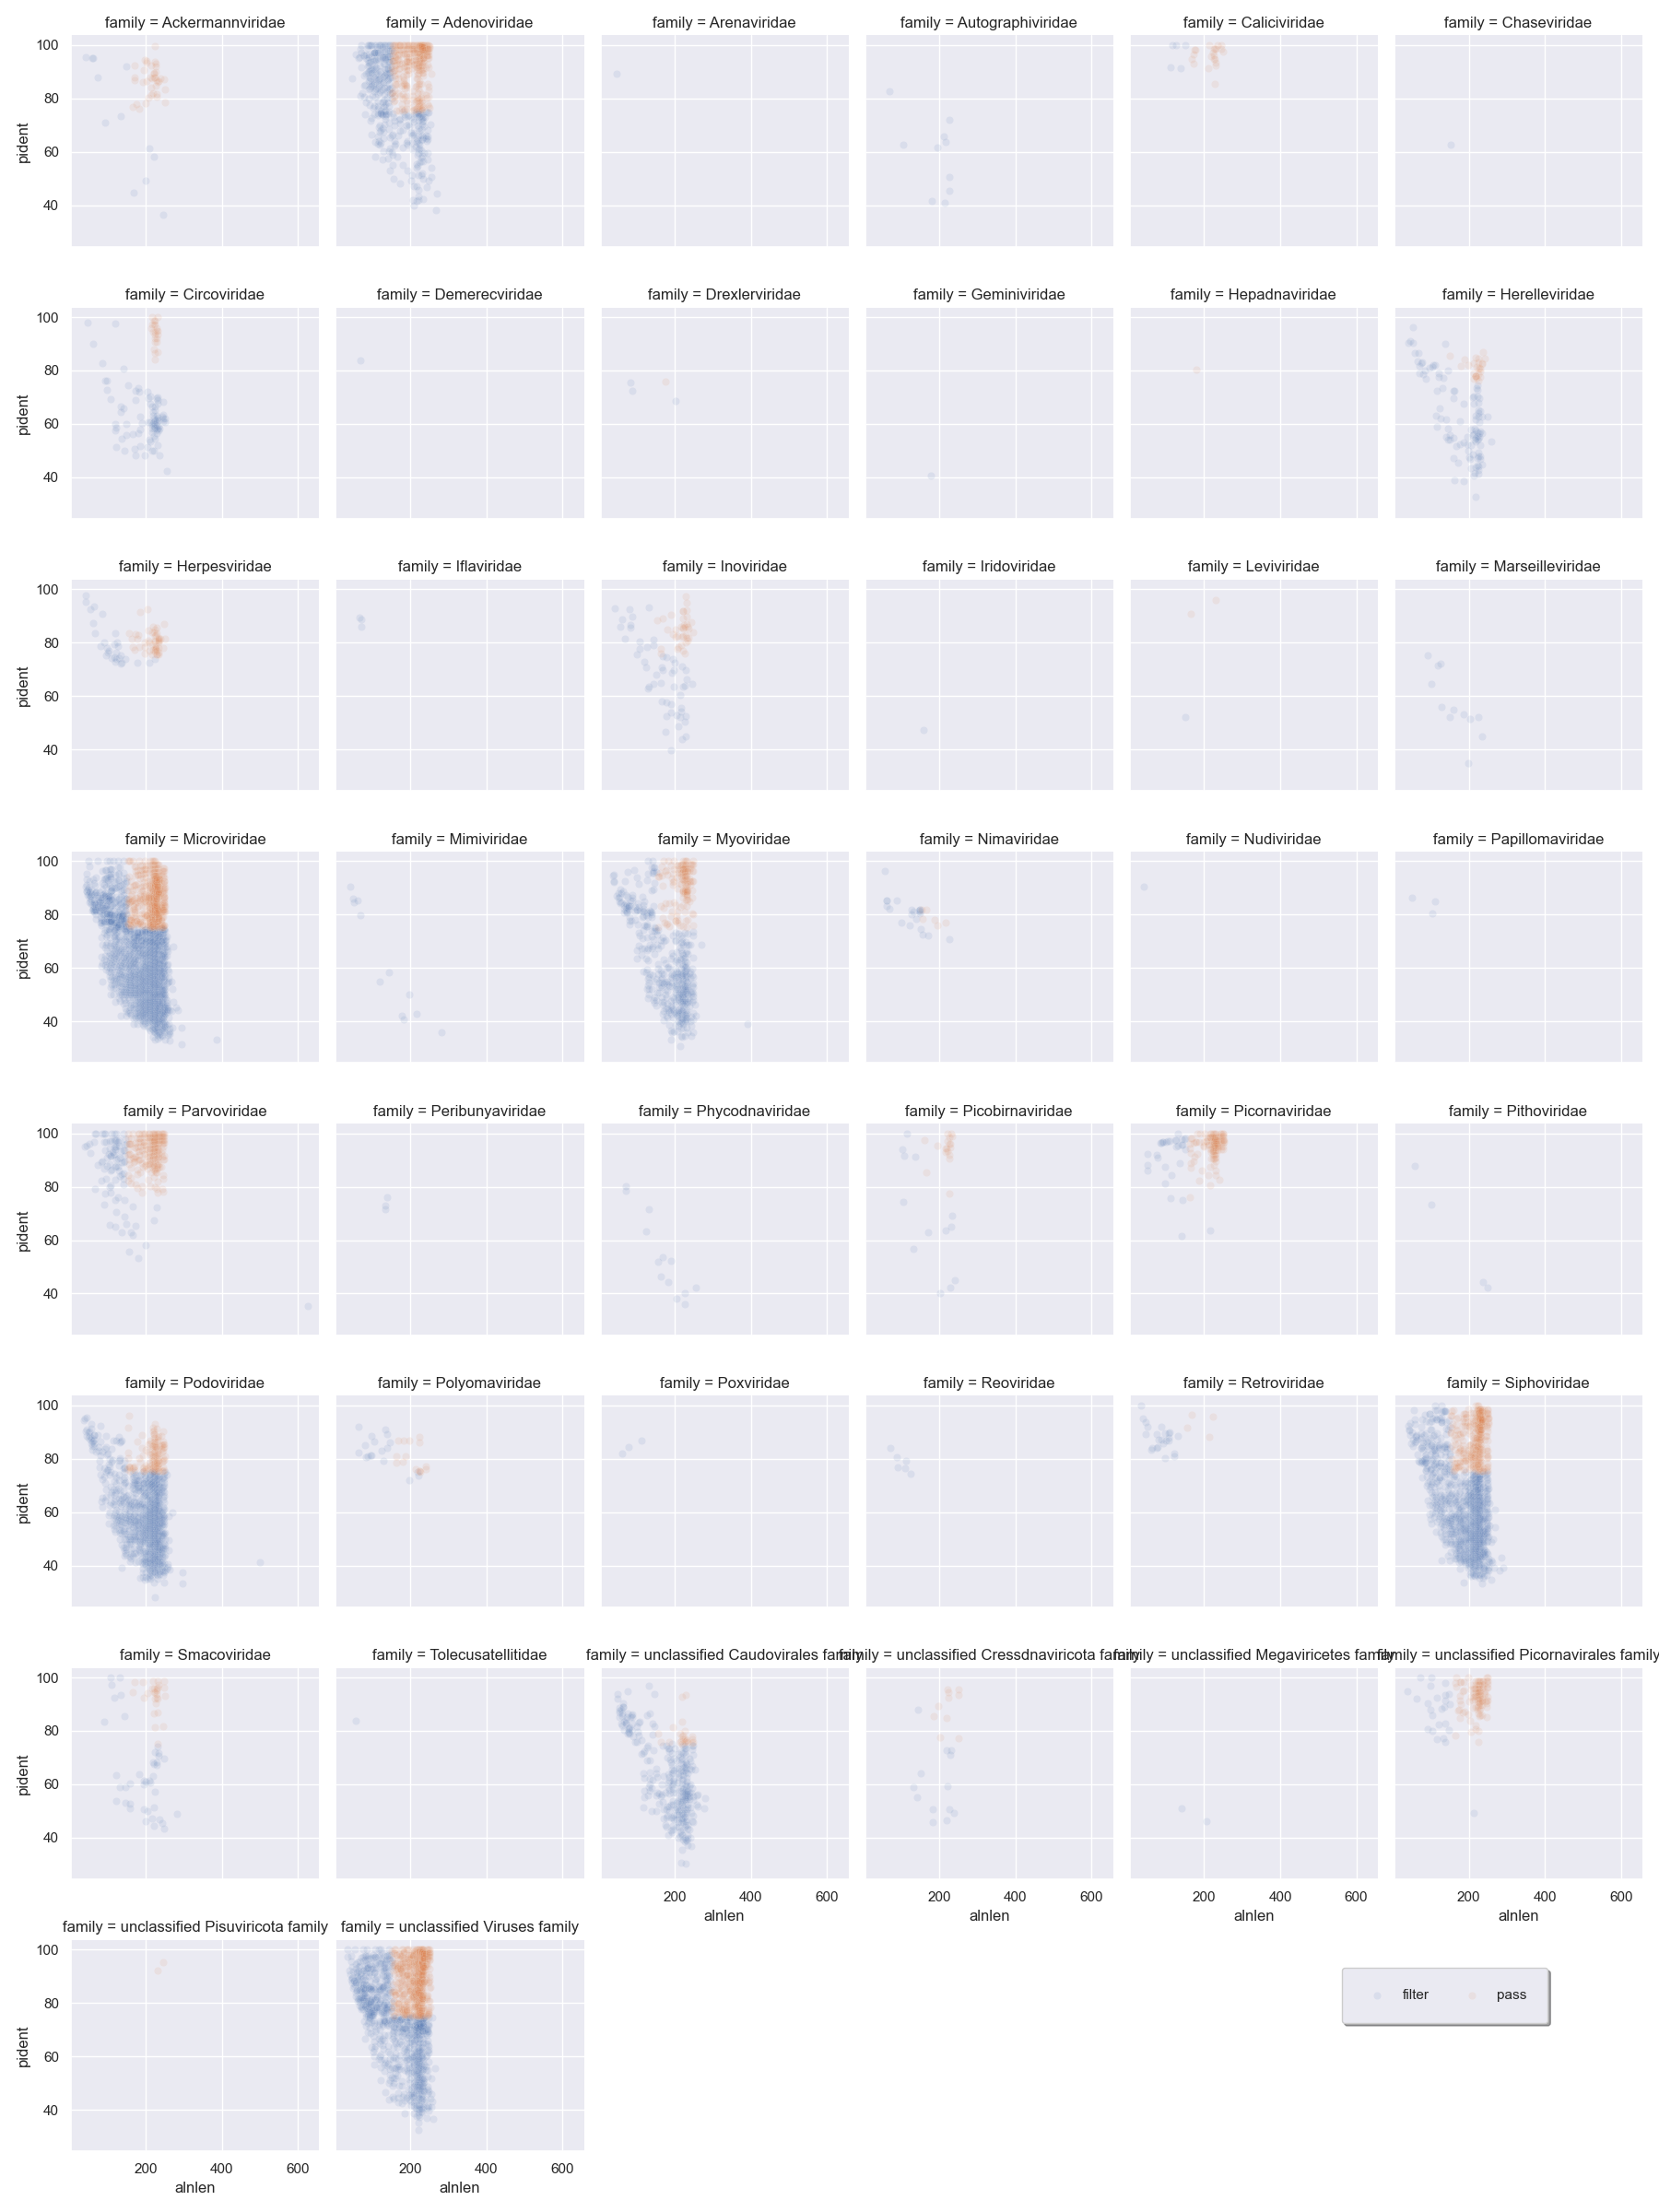 family = Ackermannviridae family = Adenoviridae family = Arenaviridae family = Autographiviridae family = Caliciviridae family = Chaseviridae
100
80
60
40
pident
family = Circoviridae family = Demerecviridae family = Drexlerviridae family = Geminiviridae family = Hepadnaviridae family = Herelleviridae
100
80
60
40
pident
family = Herpesviridae family = Iflaviridae family = Inoviridae family = Iridoviridae family = Leviviridae family = Marseilleviridae
100
80
60
40
pident
family = Microviridae family = Mimiviridae family = Myoviridae family = Nimaviridae family = Nudiviridae family = Papillomaviridae
100
80
60
40
pident
family = Parvoviridae family = Peribunyaviridae family = Phycodnaviridae family = Picobirnaviridae family = Picornaviridae family = Pithoviridae
100
80
60
40
pident
family = Podoviridae family = Polyomaviridae family = Poxviridae family = Reoviridae family = Retroviridae family = Siphoviridae
100
80
60
40
pident
family = Smacoviridae family = Tolecusatellitidae family = unclassified Caudovirales family family = unclassified Cressdnaviricota family family = unclassified Megaviricetes family family = unclassified Picornavirales family
100
80
60
40
pident
200 400 600 200 400 600 200 400 600 200 400 600
alnlen alnlen alnlen alnlen
family = unclassified Pisuviricota family family = unclassified Viruses family
100
80
60
40
pident
filter pass
200 400 600 200 400 600
alnlen alnlen